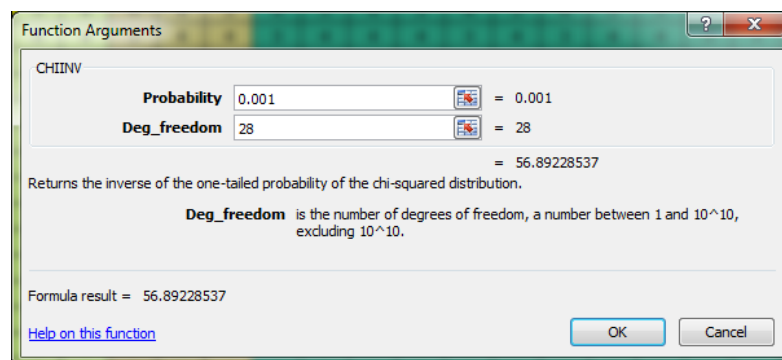 Function Arguments
? X
CHIINV
Probability 0.001 = 0.001
Deg_freedom 28 = 28
= 56.89228537
Returns the inverse of the one-tailed probability of the chi-squared distribution.
Deg_freedom is the number of degrees of freedom, a number between 1 and 10^10,
excluding 10^10.
Formula result = 56.89228537
Help on this function
OK Cancel